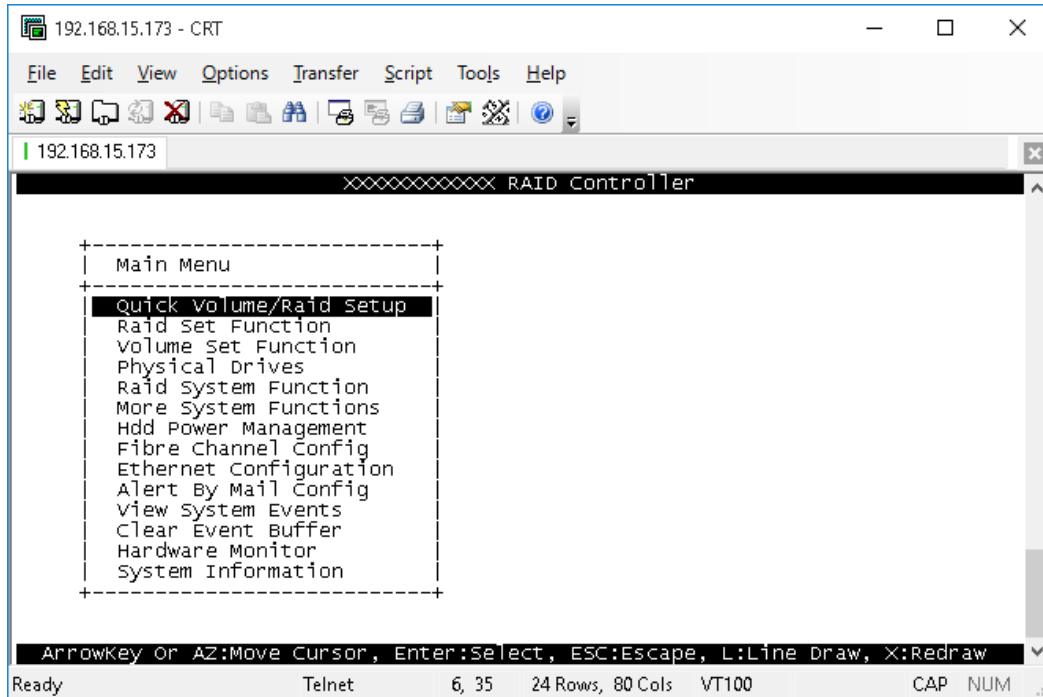 192.168.15.173 - CRT
File Edit View Options Transfer Script Tools Help
192.168.15.173
XXXXXXXXXXXX RAID Controller
Main Menu
Quick Volume/Raid Setup
Raid Set Function
Volume Set Function
Physical Drives
Raid System Function
More System Functions
Hdd Power Management
Fibre Channel Config
Ethernet Configuration
Alert By Mail Config
View System Events
Clear Event Buffer
Hardware Monitor
System Information
ArrowKey Or AZ:Move Cursor, Enter:Select, ESC:Escape, L:Line Draw, X:Redraw
Ready Telnet 6, 35 24 Rows, 80 Cols VT100 CAP NUM